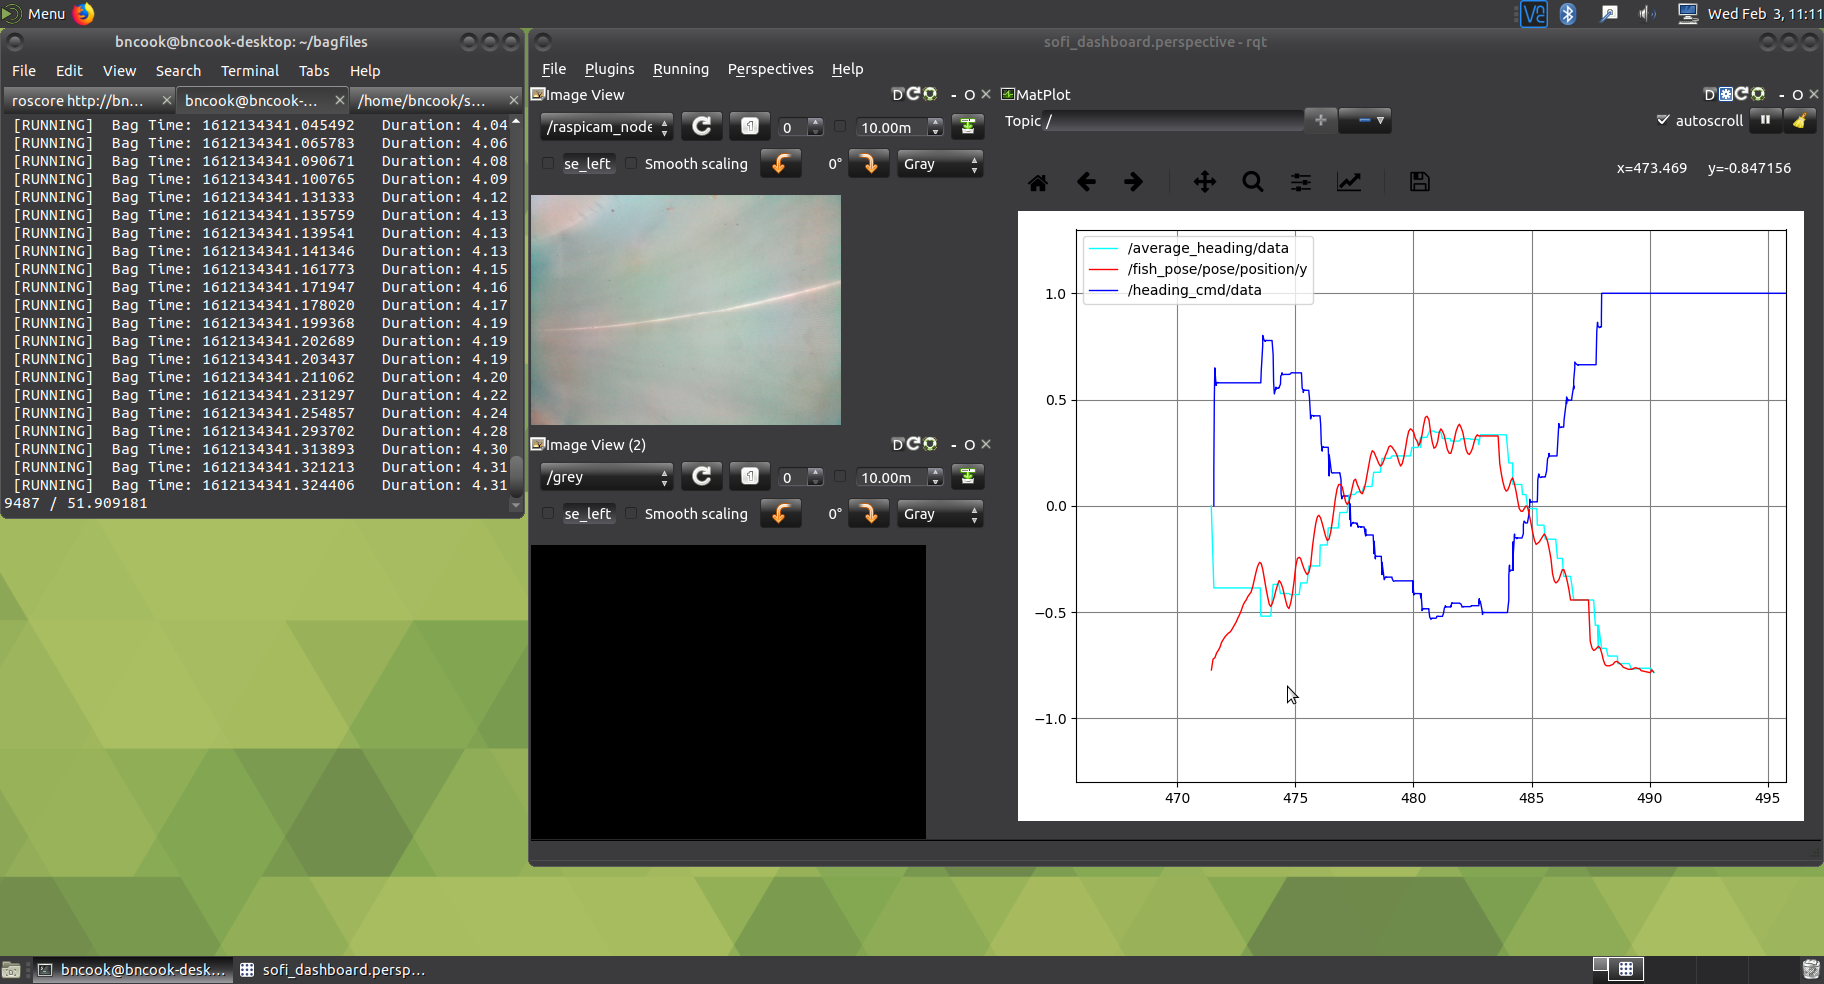 Menu
Wed Feb  3, 11:11
bncook@bncook-desktop: ~/bagfiles
File Edit View Search Terminal Tabs Help
roscore http://bn... × bncook@bncook-... × /home/bncook/s... ×
[RUNNING]  Bag Time: 1612134341.045492   Duration: 4.04
[RUNNING]  Bag Time: 1612134341.065783   Duration: 4.06
[RUNNING]  Bag Time: 1612134341.090671   Duration: 4.08
[RUNNING]  Bag Time: 1612134341.100765   Duration: 4.09
[RUNNING]  Bag Time: 1612134341.131333   Duration: 4.12
[RUNNING]  Bag Time: 1612134341.135759   Duration: 4.13
[RUNNING]  Bag Time: 1612134341.139541   Duration: 4.13
[RUNNING]  Bag Time: 1612134341.141346   Duration: 4.13
[RUNNING]  Bag Time: 1612134341.161773   Duration: 4.15
[RUNNING]  Bag Time: 1612134341.171947   Duration: 4.16
[RUNNING]  Bag Time: 1612134341.178020   Duration: 4.17
[RUNNING]  Bag Time: 1612134341.199368   Duration: 4.19
[RUNNING]  Bag Time: 1612134341.202689   Duration: 4.19
[RUNNING]  Bag Time: 1612134341.203437   Duration: 4.19
[RUNNING]  Bag Time: 1612134341.211062   Duration: 4.20
[RUNNING]  Bag Time: 1612134341.231297   Duration: 4.22
[RUNNING]  Bag Time: 1612134341.254857   Duration: 4.24
[RUNNING]  Bag Time: 1612134341.293702   Duration: 4.28
[RUNNING]  Bag Time: 1612134341.313893   Duration: 4.30
[RUNNING]  Bag Time: 1612134341.321213   Duration: 4.31
[RUNNING]  Bag Time: 1612134341.324406   Duration: 4.31
9487 / 51.909181
sofi_dashboard.perspective - rqt
File Plugins Running Perspectives Help
Image View D - O ×
/raspicam_node 1 0 10.00m
se_left Smooth scaling 0° Gray
Image View (2) D - O ×
/grey 1 0 10.00m
se_left Smooth scaling 0° Gray
MatPlot D - O ×
Topic / autoscroll
x=473.469 y=-0.847156
/average_heading/data
/fish_pose/pose/position/y
/heading_cmd/data
1.0
0.5
0.0
−0.5
−1.0
470 475 480 485 490 495
bncook@bncook-desk... sofi_dashboard.persp...